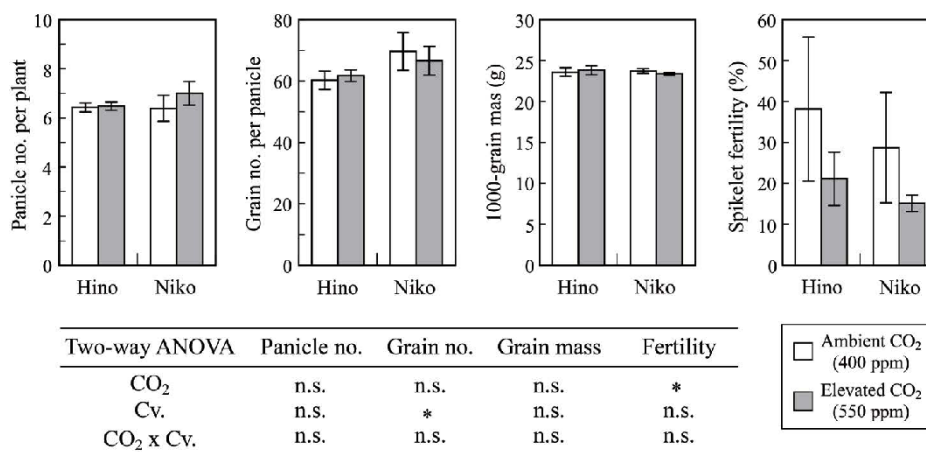 Panicle no. per plant
10
8
6
4
2
0
Hino Niko
Grain no. per panicle
80
60
40
20
0
Hino Niko
1000-grain mas (g)
30
25
20
15
10
5
0
Hino Niko
Spikelet fertility (%)
60
50
40
30
20
10
0
Hino Niko
Two-way ANOVA Panicle no. Grain no. Grain mass Fertility
CO₂ n.s. n.s. n.s. *
Cv. n.s. * n.s. n.s.
CO₂ x Cv. n.s. n.s. n.s. n.s.
Ambient CO₂
(400 ppm)
Elevated CO₂
(550 ppm)